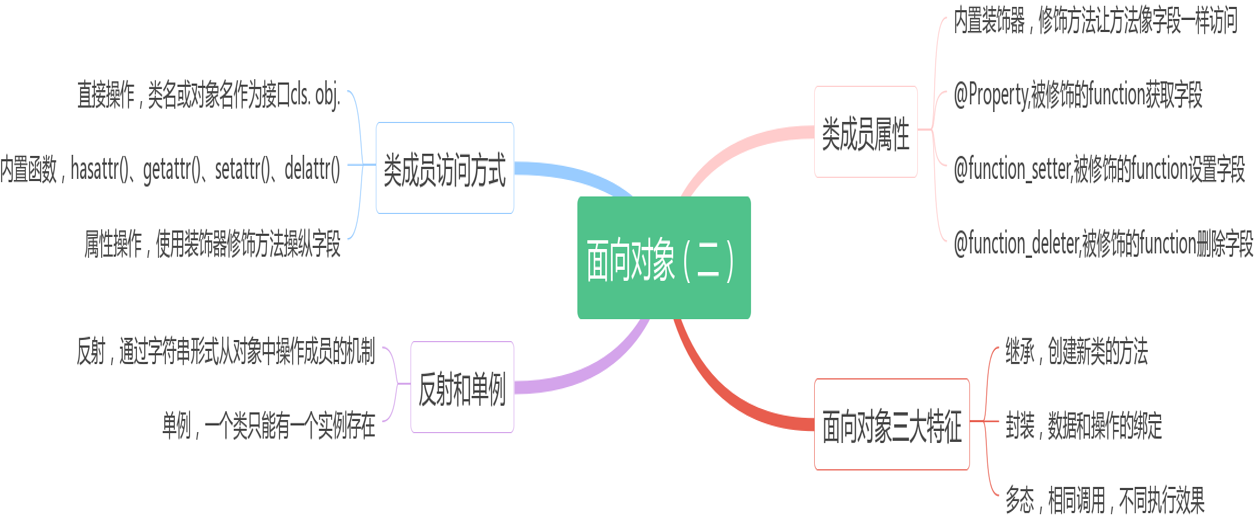 面向对象（二）
类成员属性
内置装饰器，修饰方法让方法像字段一样访问
@Property,被修饰的function获取字段
@function_setter,被修饰的function设置字段
@function_deleter,被修饰的function删除字段
面向对象三大特征
继承，创建新类的方法
封装，数据和操作的绑定
多态，相同调用，不同执行效果
类成员访问方式
直接操作，类名或对象名作为接口cls. obj.
内置函数，hasattr()、getattr()、setattr()、delattr()
属性操作，使用装饰器修饰方法操纵字段
反射和单例
反射，通过字符串形式从对象中操作成员的机制
单例，一个类只能有一个实例存在